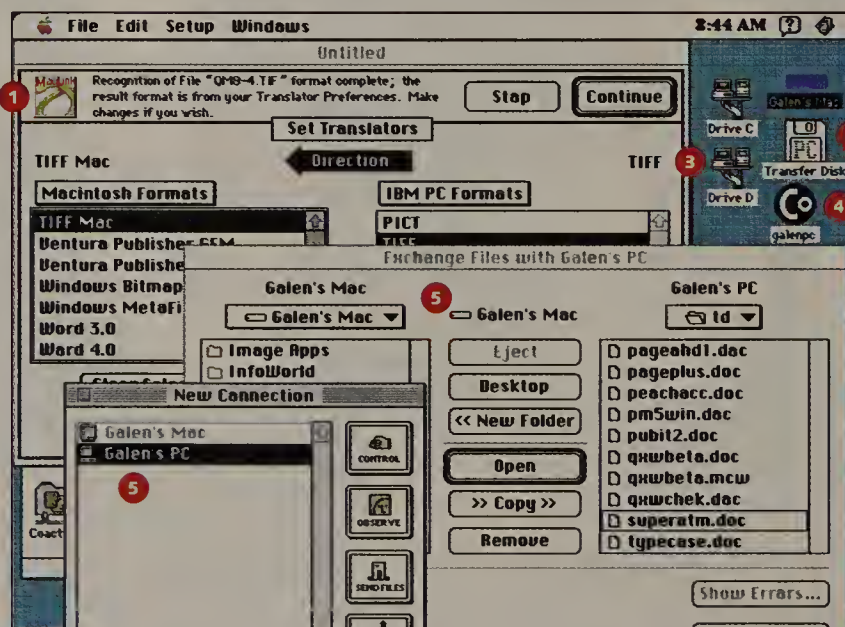 File Edit Setup Windows
8:44 AM
Untitled
1
MacLink
Recognition of File "QM8-4.TIF" format complete; the
result format is from your Translator Preferences. Make
changes if you wish.
Stop
Continue
Set Translators
TIFF Mac
Direction
TIFF
Macintosh Formats
IBM PC Formats
TIFF Mac
Ventura Publisher GEM
Ventura Publishe
Windows Bitmap
Windows MetaFi
Word 3.0
Word 4.0
PICT
TIFF
Drive C
Galen's Mac
3
PC
Transfer Disk
Drive D
4
galenpc
Exchange Files with Galen's PC
Galen's Mac
5
Galen's PC
Galen's Mac
Galen's Mac
td
Image Apps
InfoWorld
Eject
Desktop
<< New Folder
Open
>> Copy >>
Remove
pageahd1.doc
pageplus.doc
peachacc.doc
pm5win.doc
pubit2.doc
qxwbeta.doc
qxwbeta.mcw
qxwchek.doc
superatm.doc
typecase.doc
Show Errors...
New Connection
Galen's Mac
Galen's PC
5
CONTROL
OBSERVE
SEND FILES
Coact